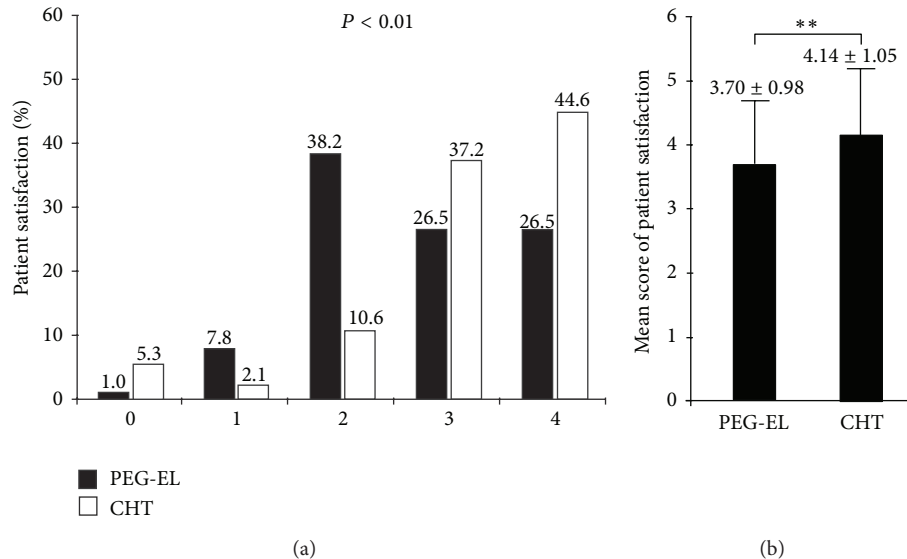 60
50
40
30
20
10
0
Patient satisfaction (%)
P < 0.01
1.0
5.3
7.8
2.1
38.2
10.6
26.5
37.2
26.5
44.6
0
1
2
3
4
PEG-EL
CHT
(a)
6
5
4
3
2
1
0
Mean score of patient satisfaction
**
3.70 ± 0.98
4.14 ± 1.05
PEG-EL
CHT
(b)